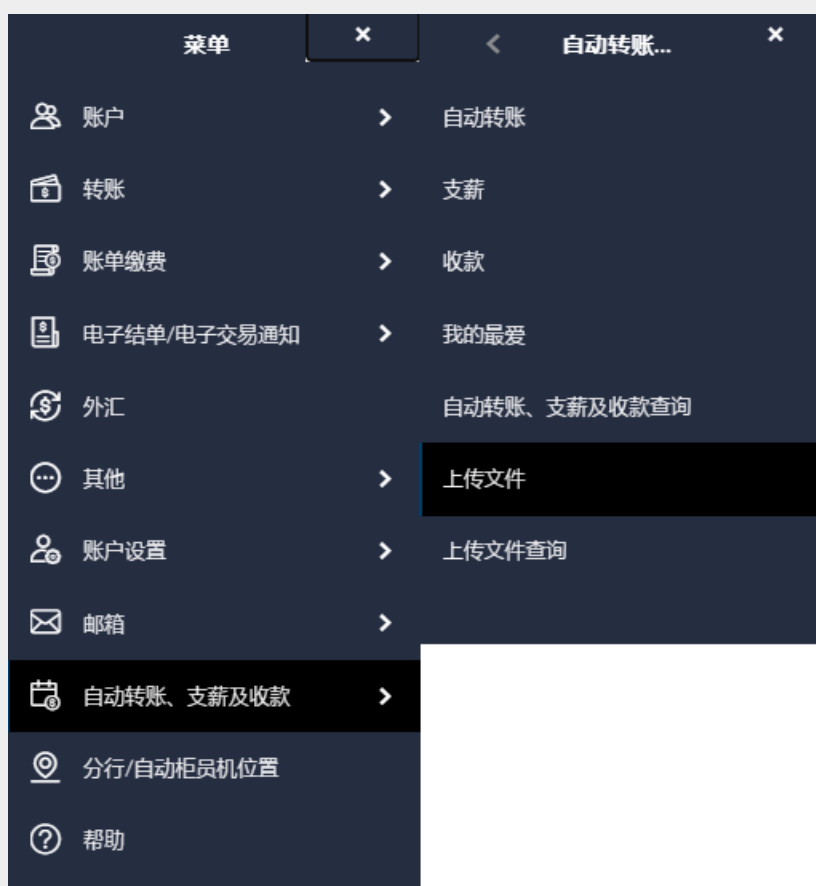 菜单
账户
转账
账单缴费
电子结单/电子交易通知
外汇
其他
账户设置
邮箱
自动转账、支薪及收款
分行/自动柜员机位置
帮助
自动转账...
自动转账
支薪
收款
我的最爱
自动转账、支薪及收款查询
上传文件
上传文件查询